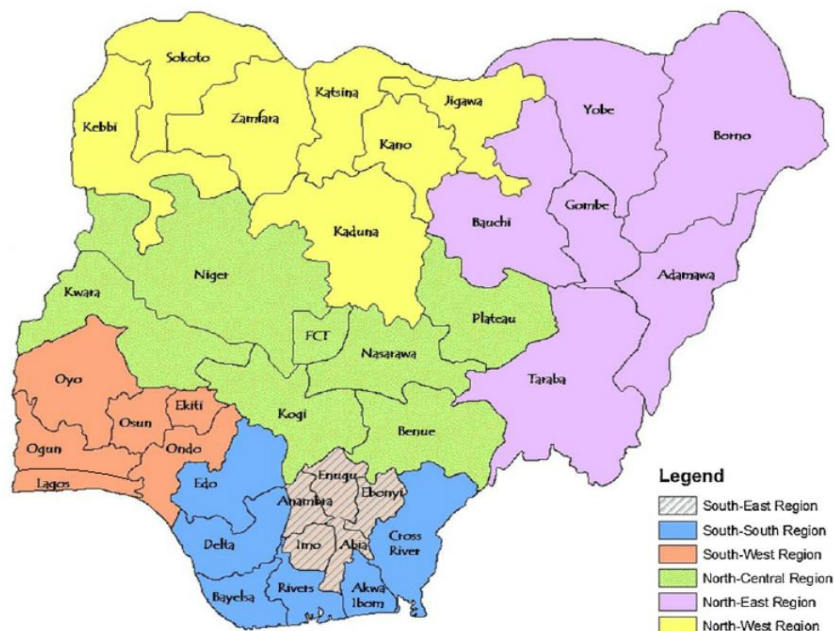 Sokoto
Katsina
Jigawa
Yobe
Borno
Kebbi
Zamfara
Kano
Kaduna
Bauchi
Gombe
Adamawa
Niger
Kwara
FCT
Plateau
Nasarawa
Taraba
Oyo
Osun
Ekiti
Kogi
Benue
Ogun
Ondo
Lagos
Edo
Enugu
Anambra
Ebonyi
Delta
Imo
Abia
Cross
River
Bayelsa
Rivers
Akwa
Ibom
Legend
South-East Region
South-South Region
South-West Region
North-Central Region
North-East Region
North-West Region